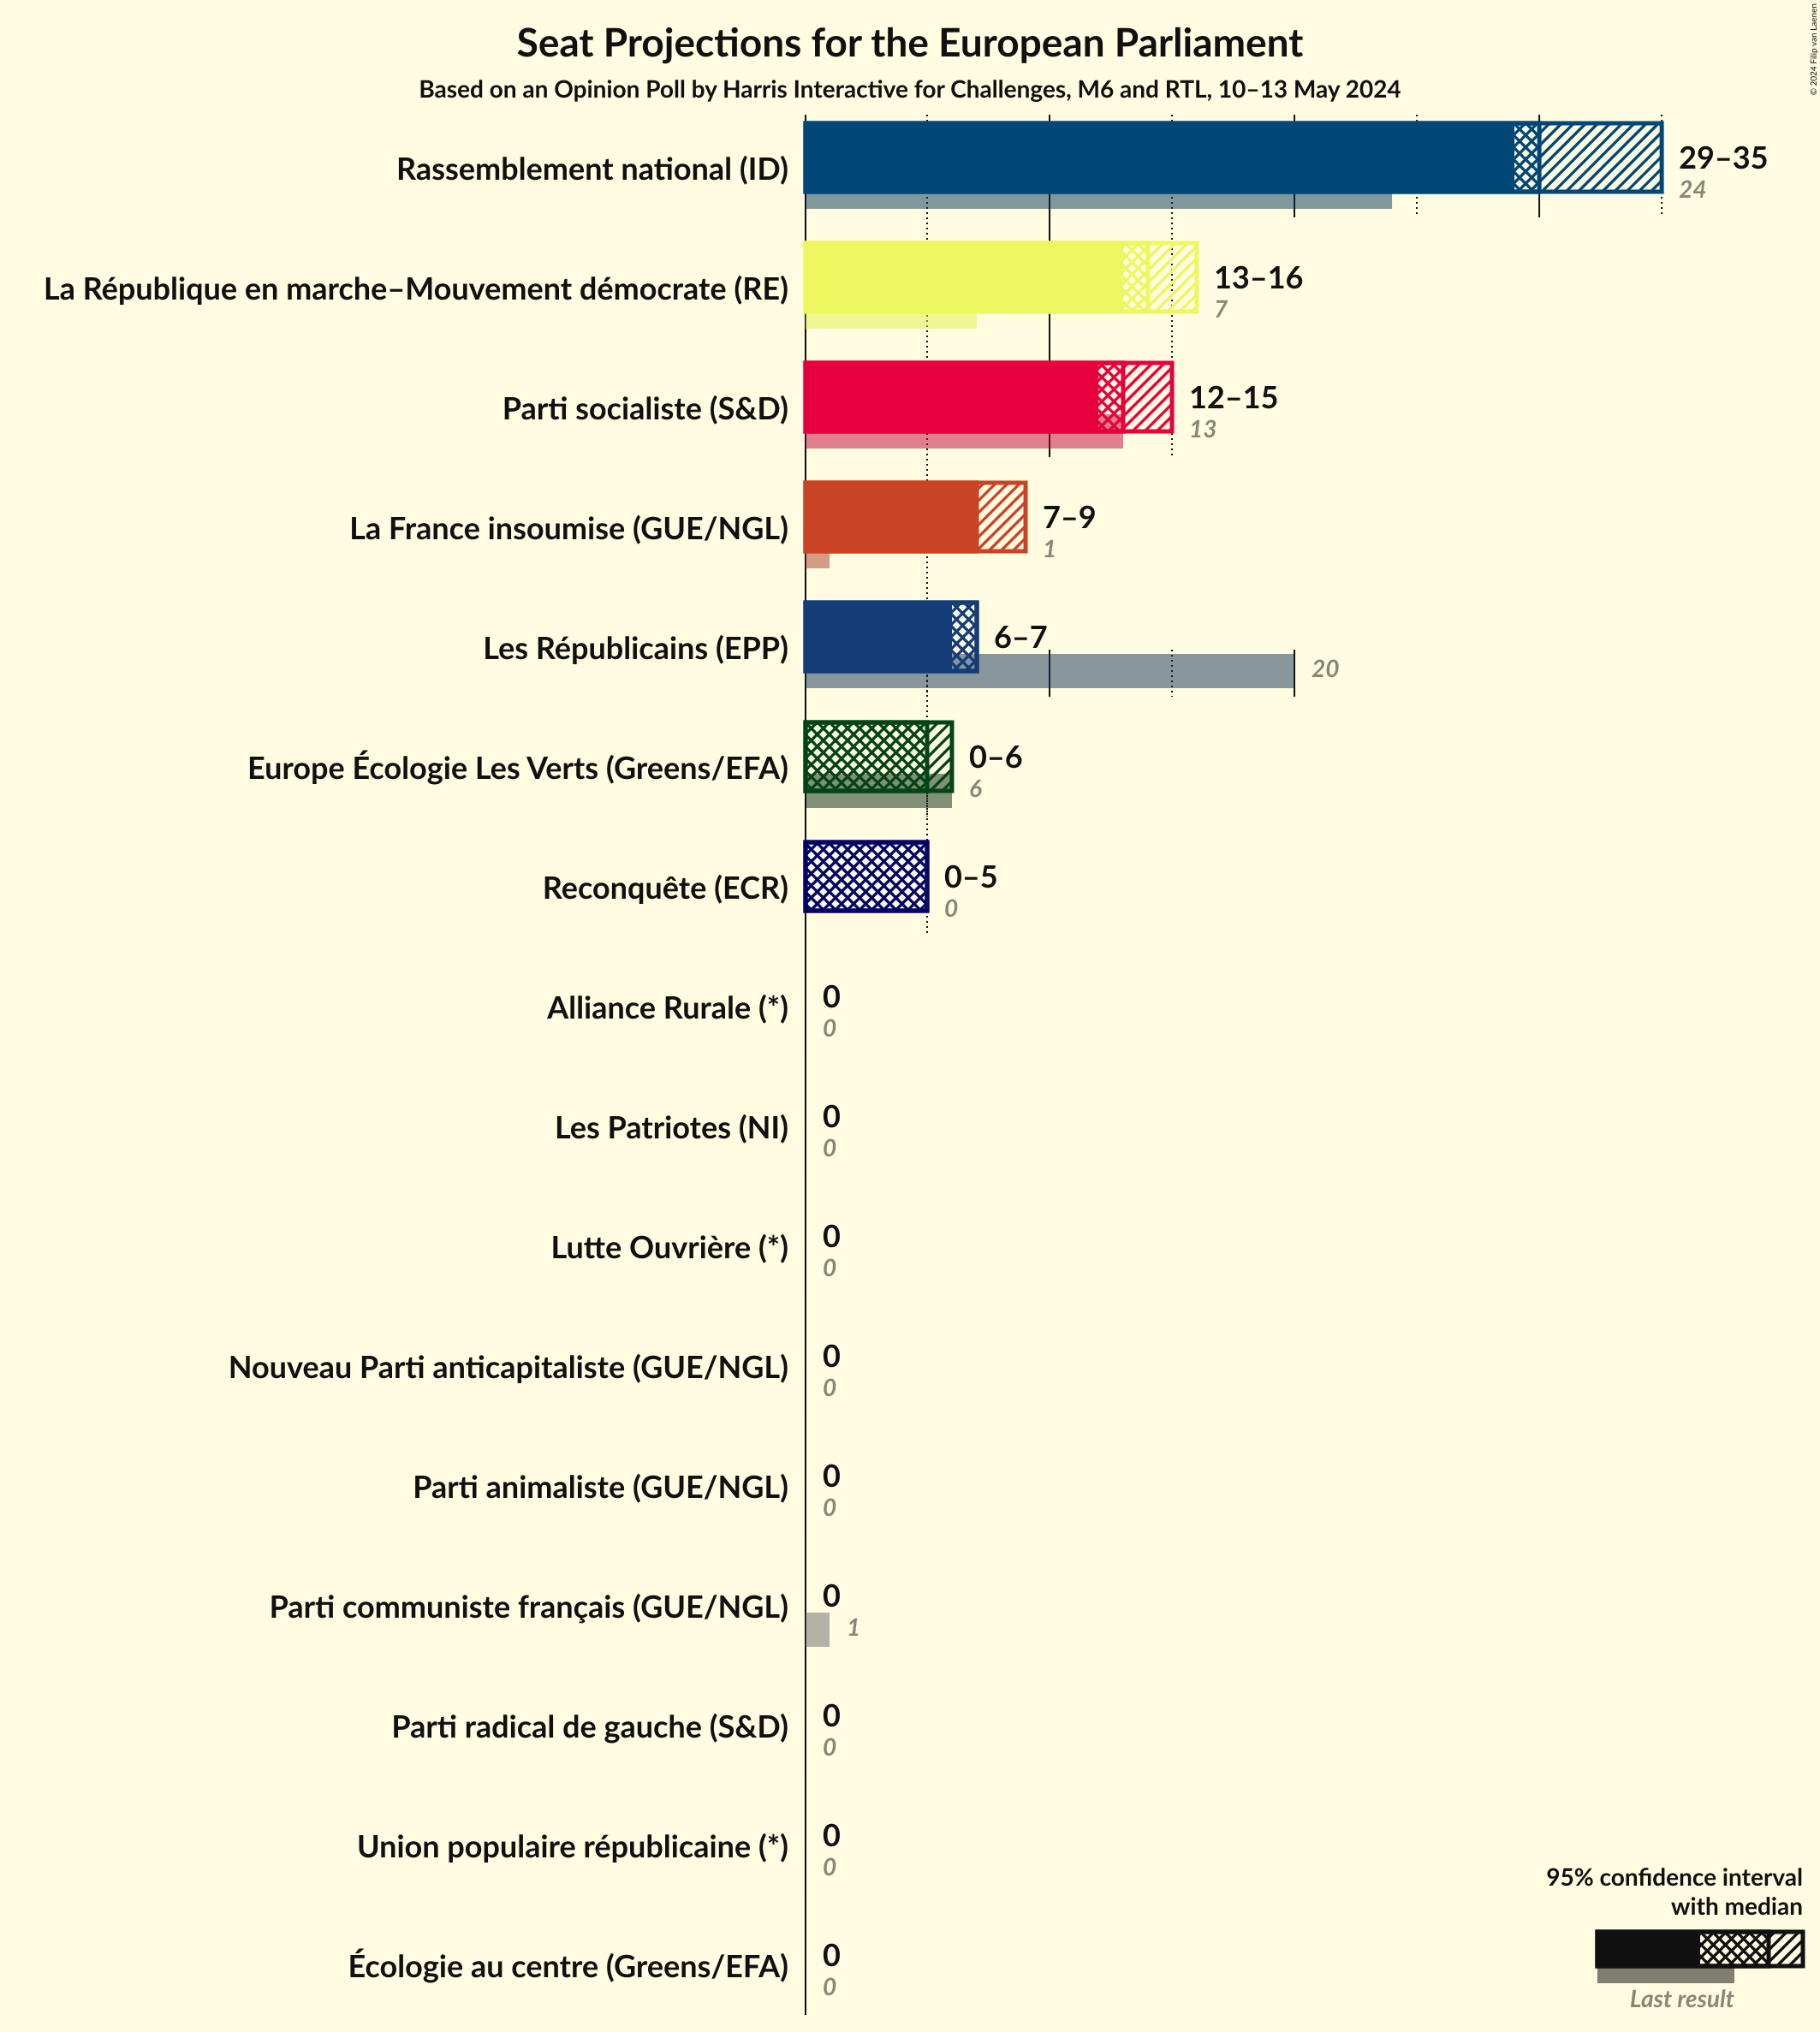 Seat Projections for the European Parliament
Based on an Opinion Poll by Harris Interactive for Challenges, M6 and RTL, 10–13 May 2024
© 2024 Filip van Laenen
Rassemblement national (ID)
29–35
24
La République en marche–Mouvement démocrate (RE)
13–16
7
Parti socialiste (S&D)
12–15
13
La France insoumise (GUE/NGL)
7–9
1
Les Républicains (EPP)
6–7
20
Europe Écologie Les Verts (Greens/EFA)
0–6
6
Reconquête (ECR)
0–5
0
Alliance Rurale (*)
0
0
Les Patriotes (NI)
0
0
Lutte Ouvrière (*)
0
0
Nouveau Parti anticapitaliste (GUE/NGL)
0
0
Parti animaliste (GUE/NGL)
0
0
Parti communiste français (GUE/NGL)
0
1
Parti radical de gauche (S&D)
0
0
Union populaire républicaine (*)
0
0
Écologie au centre (Greens/EFA)
0
0
95% confidence interval
with median
Last result